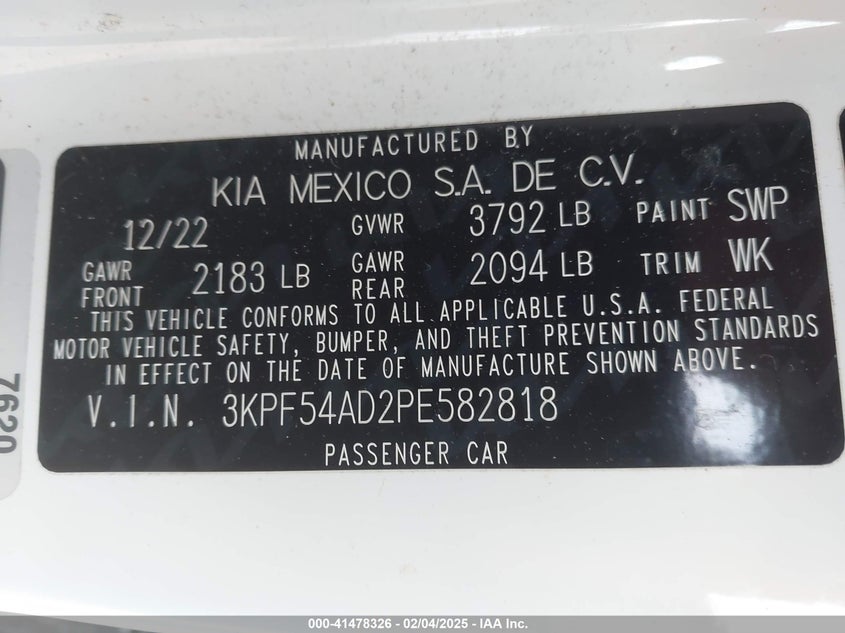 MANUFACTURED BY
KIA MEXICO S.A. DE C.V.
12/22 GVWR 3792 LB PAINT SWP
GAWR FRONT 2183 LB GAWR REAR 2094 LB TRIM WK
THIS VEHICLE CONFORMS TO ALL APPLICABLE U.S.A. FEDERAL
MOTOR VEHICLE SAFETY, BUMPER, AND THEFT PREVENTION STANDARDS
IN EFFECT ON THE DATE OF MANUFACTURE SHOWN ABOVE.
V.I.N. 3KPF54AD2PE582818
PASSENGER CAR
7620
000-41478326 - 02/04/2025 - IAA Inc.